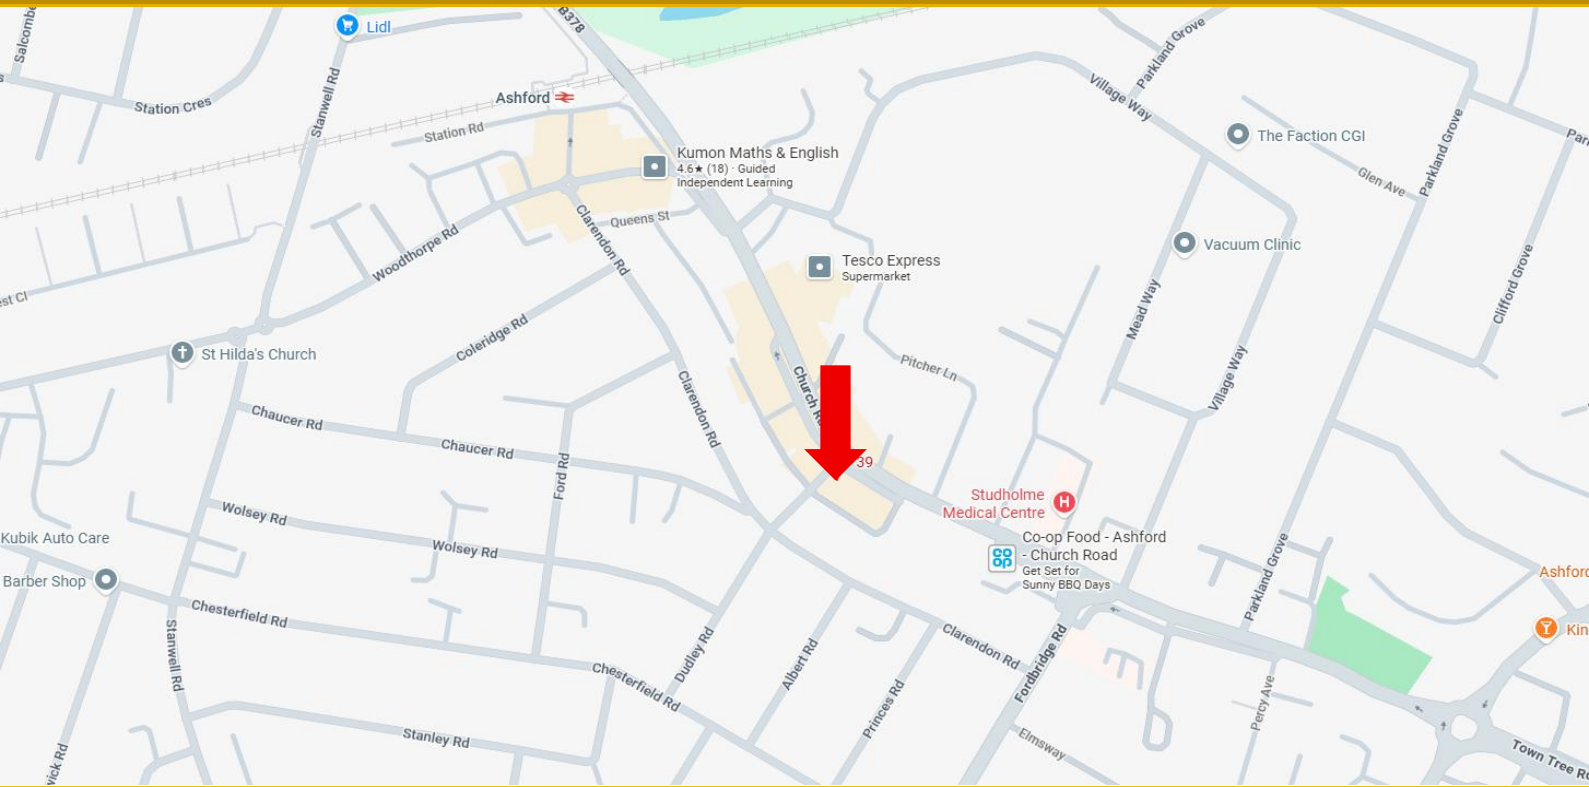 B378
Lidl
Station Cres
Stanwell Rd
Ashford
Station Rd
Parkland Grove
Village Way
The Faction CGI
Parkland Grove
Kumon Maths & English
4.6★ (18) · Guided
Independent Learning
Glen Ave
Queens St
Clarendon Rd
Woodthorpe Rd
Vacuum Clinic
Tesco Express
Supermarket
Clifford Grove
Mead Way
Coleridge Rd
St Hilda's Church
Pitcher Ln
Village Way
Clarendon Rd
Chaucer Rd
Chaucer Rd
Ford Rd
39
Studholme
Medical Centre
Wolsey Rd
Wolsey Rd
Kubik Auto Care
Co-op Food - Ashford
- Church Road
Get Set for
Sunny BBQ Days
Barber Shop
Parkland Grove
Ashford
Chesterfield Rd
Stanwell Rd
Dudley Rd
Albert Rd
Clarendon Rd
Fordbridge Rd
Chesterfield Rd
Princes Rd
Percy Ave
Stanley Rd
Elmsway
Town Tree